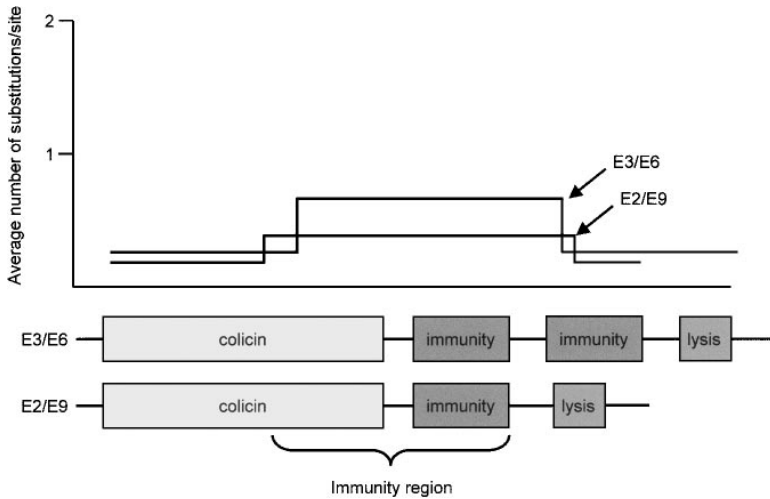 2
Average number of substitutions/site
1
E3/E6
E2/E9
E3/E6
colicin
immunity
immunity
lysis
E2/E9
colicin
immunity
lysis
Immunity region